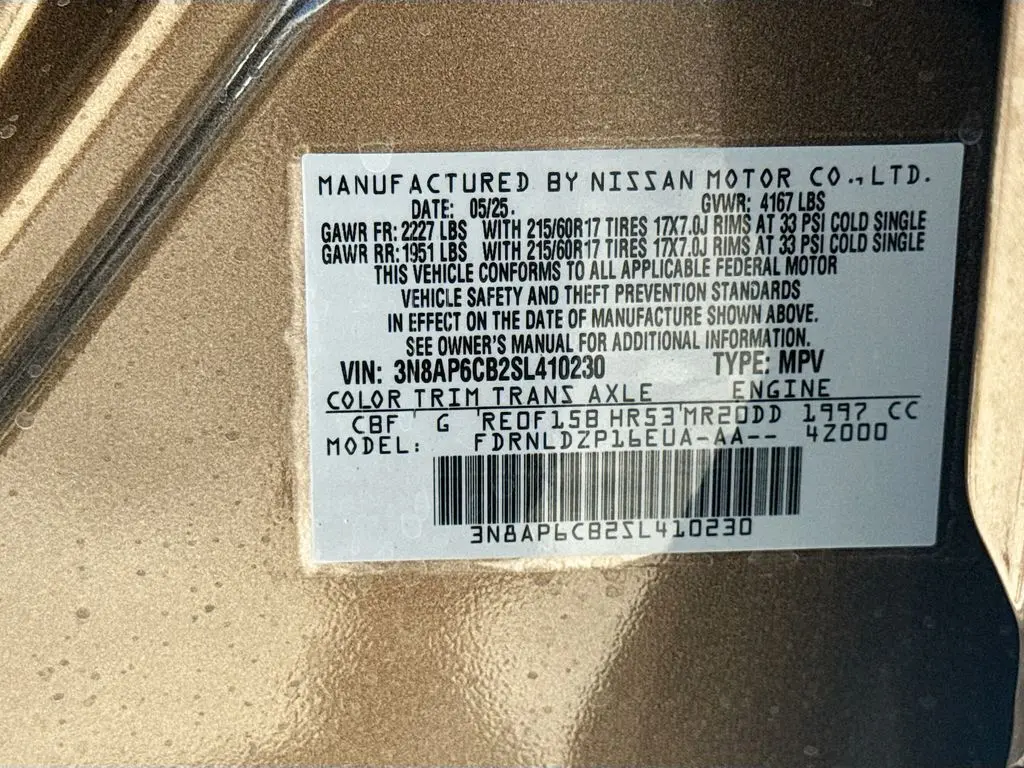 MANUFACTURED BY NISSAN MOTOR CO.,LTD.
DATE: 05/25. GVWR: 4167 LBS
GAWR FR: 2227 LBS WITH 215/60R17 TIRES 17X7.0J RIMS AT 33 PSI COLD SINGLE
GAWR RR: 1951 LBS WITH 215/60R17 TIRES 17X7.0J RIMS AT 33 PSI COLD SINGLE
THIS VEHICLE CONFORMS TO ALL APPLICABLE FEDERAL MOTOR
VEHICLE SAFETY AND THEFT PREVENTION STANDARDS
IN EFFECT ON THE DATE OF MANUFACTURE SHOWN ABOVE.
SEE OWNER'S MANUAL FOR ADDITIONAL INFORMATION.
VIN: 3N8AP6CB2SL410230 TYPE: MPV
COLOR TRIM TRANS AXLE ENGINE
CBF G RE0F15B HR53 MR20DD 1997 CC
MODEL: FDRNLDZP16EUA-AA-- 4Z000
3N8AP6CB2SL410230